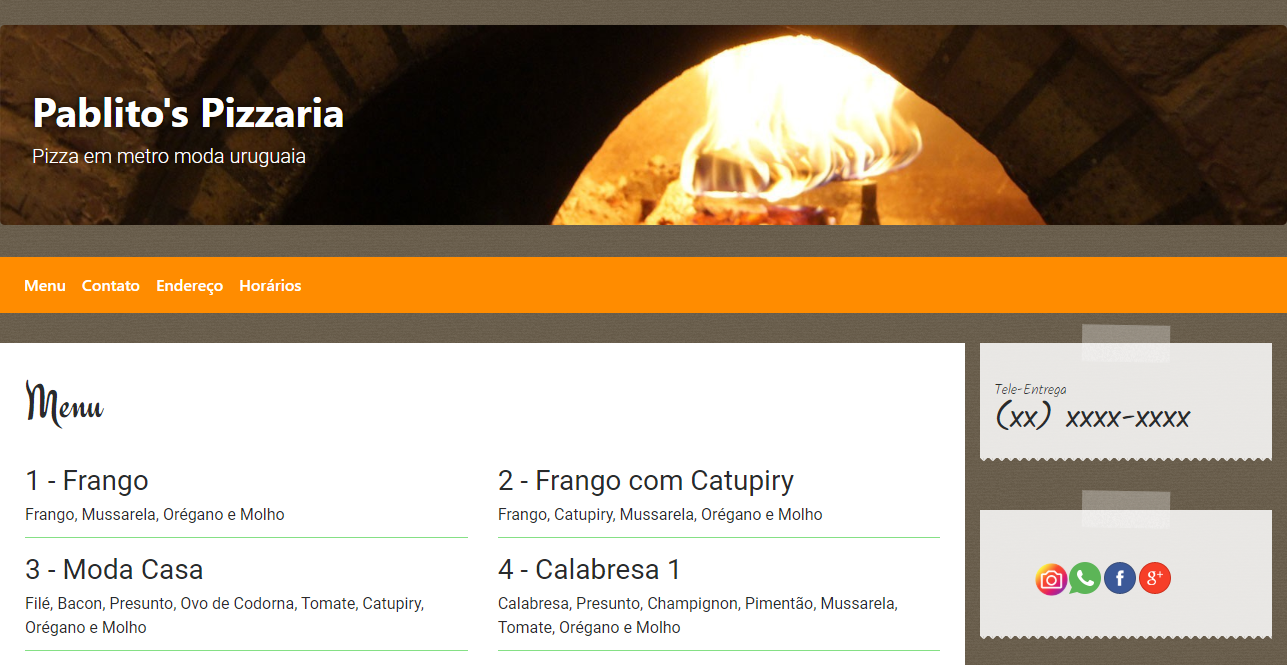 Pablito's Pizzaria
Pizza em metro moda uruguaia
Menu Contato Endereço Horários
Menu
1 - Frango
Frango, Mussarela, Orégano e Molho
2 - Frango com Catupiry
Frango, Catupiry, Mussarela, Orégano e Molho
3 - Moda Casa
Filé, Bacon, Presunto, Ovo de Codorna, Tomate, Catupiry,
Orégano e Molho
4 - Calabresa 1
Calabresa, Presunto, Champignon, Pimentão, Mussarela,
Tomate, Orégano e Molho
Tele-Entrega
(xx) xxxx-xxxx
f g+